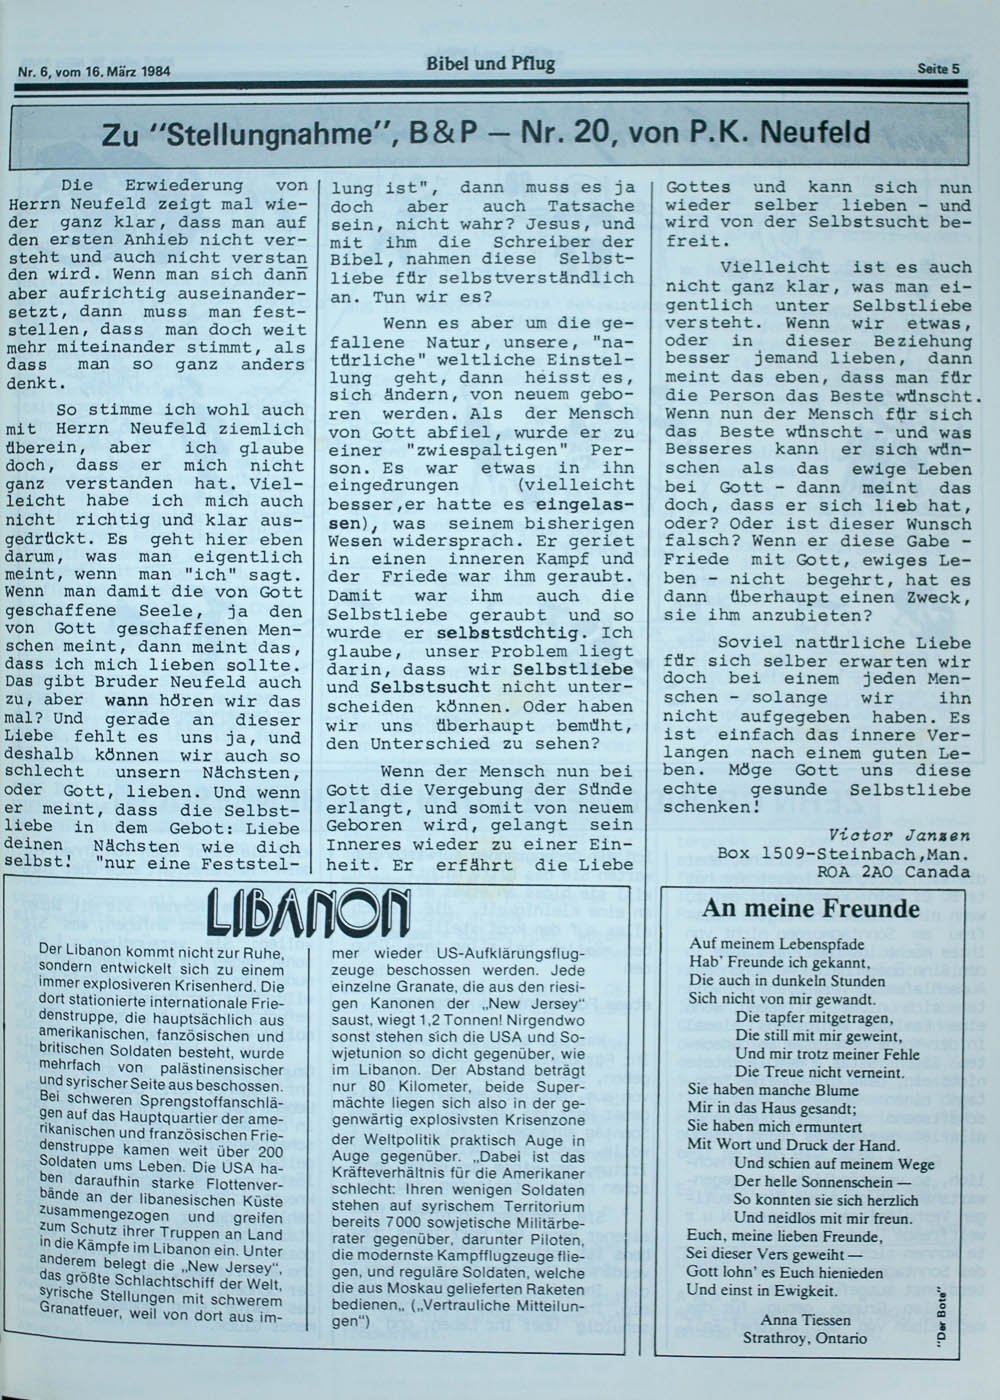 Nr. 6, vom 16. März 1984
Bibel und Pflug
Seite 5
Zu "Stellungnahme", B&P – Nr. 20, von P.K. Neufeld
Die Erwiederung von
Herrn Neufeld zeigt mal wie-
der ganz klar, dass man auf
den ersten Anhieb nicht ver-
steht und auch nicht verstan
den wird. Wenn man sich dann
aber aufrichtig auseinander-
setzt, dann muss man fest-
stellen, dass man doch weit
mehr miteinander stimmt, als
dass man so ganz anders
denkt.
So stimme ich wohl auch
mit Herrn Neufeld ziemlich
überein, aber ich glaube
doch, dass er mich nicht
ganz verstanden hat. Viel-
leicht habe ich mich auch
nicht richtig und klar aus-
gedrückt. Es geht hier eben
darum, was man eigentlich
meint, wenn man "ich" sagt.
Wenn man damit die von Gott
geschaffene Seele, ja den
von Gott geschaffenen Men-
schen meint, dann meint das,
dass ich mich lieben sollte.
Das gibt Bruder Neufeld auch
zu, aber wann hören wir das
mal? Und gerade an dieser
Liebe fehlt es uns ja, und
deshalb können wir auch so
schlecht unsern Nächsten,
oder Gott, lieben. Und wenn
er meint, dass die Selbst-
liebe in dem Gebot: Liebe
deinen Nächsten wie dich
selbst! "nur eine Feststel-
lung ist", dann muss es ja
doch aber auch Tatsache
sein, nicht wahr? Jesus, und
mit ihm die Schreiber der
Bibel, nahmen diese Selbst-
liebe für selbstverständlich
an. Tun wir es?
Wenn es aber um die ge-
fallene Natur, unsere, "na-
türliche" weltliche Einstel-
lung geht, dann heisst es,
sich ändern, von neuem gebo-
ren werden. Als der Mensch
von Gott abfiel, wurde er zu
einer "zwiespaltigen" Per-
son. Es war etwas in ihn
eingedrungen (vielleicht
besser,er hatte es eingelas-
sen), was seinem bisherigen
Wesen widersprach. Er geriet
in einen inneren Kampf und
der Friede war ihm geraubt.
Damit war ihm auch die
Selbstliebe geraubt und so
wurde er selbstsüchtig. Ich
glaube, unser Problem liegt
darin, dass wir Selbstliebe
und Selbstsucht nicht unter-
scheiden können. Oder haben
wir uns überhaupt bemüht,
den Unterschied zu sehen?
Wenn der Mensch nun bei
Gott die Vergebung der Sünde
erlangt, und somit von neuem
Geboren wird, gelangt sein
Inneres wieder zu einer Ein-
heit. Er erfährt die Liebe
Gottes und kann sich nun
wieder selber lieben - und
wird von der Selbstsucht be-
freit.
Vielleicht ist es auch
nicht ganz klar, was man ei-
gentlich unter Selbstliebe
versteht. Wenn wir etwas,
oder in dieser Beziehung
besser jemand lieben, dann
meint das eben, dass man für
die Person das Beste wünscht.
Wenn nun der Mensch für sich
das Beste wünscht - und was
Besseres kann er sich wün-
schen als das ewige Leben
bei Gott - dann meint das
doch, dass er sich lieb hat,
oder? Oder ist dieser Wunsch
falsch? Wenn er diese Gabe -
Friede mit Gott, ewiges Le-
ben - nicht begehrt, hat es
dann überhaupt einen Zweck,
sie ihm anzubieten?
Soviel natürliche Liebe
für sich selber erwarten wir
doch bei einem jeden Men-
schen - solange wir ihn
nicht aufgegeben haben. Es
ist einfach das innere Ver-
langen nach einem guten Le-
ben. Möge Gott uns diese
echte gesunde Selbstliebe
schenken!
Victor Janzen
Box 1509-Steinbach,Man.
ROA 2AO Canada
LIBANON
Der Libanon kommt nicht zur Ruhe,
sondern entwickelt sich zu einem
immer explosiveren Krisenherd. Die
dort stationierte internationale Frie-
denstruppe, die hauptsächlich aus
amerikanischen, fanzösischen und
britischen Soldaten besteht, wurde
mehrfach von palästinensischer
und syrischer Seite aus beschossen.
Bei schweren Sprengstoffanschlä-
gen auf das Hauptquartier der ame-
rikanischen und französischen Frie-
denstruppe kamen weit über 200
Soldaten ums Leben. Die USA ha-
ben daraufhin starke Flottenver-
bände an der libanesischen Küste
zusammengezogen und greifen
zum Schutz ihrer Truppen an Land
in die Kämpfe im Libanon ein. Unter
anderem belegt die „New Jersey",
das größte Schlachtschiff der Welt,
syrische Stellungen mit schwerem
Granatfeuer, weil von dort aus im-
mer wieder US-Aufklärungsflug-
zeuge beschossen werden. Jede
einzelne Granate, die aus den riesi-
gen Kanonen der „New Jersey"
saust, wiegt 1,2 Tonnen! Nirgendwo
sonst stehen sich die USA und So-
wjetunion so dicht gegenüber, wie
im Libanon. Der Abstand beträgt
nur 80 Kilometer, beide Super-
mächte liegen sich also in der ge-
genwärtig explosivsten Krisenzone
der Weltpolitik praktisch Auge in
Auge gegenüber. „Dabei ist das
Kräfteverhältnis für die Amerikaner
schlecht: Ihren wenigen Soldaten
stehen auf syrischem Territorium
bereits 7000 sowjetische Militärbe-
rater gegenüber, darunter Piloten,
die modernste Kampfflugzeuge flie-
gen, und reguläre Soldaten, welche
die aus Moskau gelieferten Raketen
bedienen„ („Vertrauliche Mitteilun-
gen")
An meine Freunde
Auf meinem Lebenspfade
Hab' Freunde ich gekannt,
Die auch in dunkeln Stunden
Sich nicht von mir gewandt.
Die tapfer mitgetragen,
Die still mit mir geweint,
Und mir trotz meiner Fehle
Die Treue nicht verneint.
Sie haben manche Blume
Mir in das Haus gesandt;
Sie haben mich ermuntert
Mit Wort und Druck der Hand.
Und schien auf meinem Wege
Der helle Sonnenschein —
So konnten sie sich herzlich
Und neidlos mit mir freun.
Euch, meine lieben Freunde,
Sei dieser Vers geweiht —
Gott lohn' es Euch hienieden
Und einst in Ewigkeit.
Anna Tiessen
Strathroy, Ontario
"Der Bote"